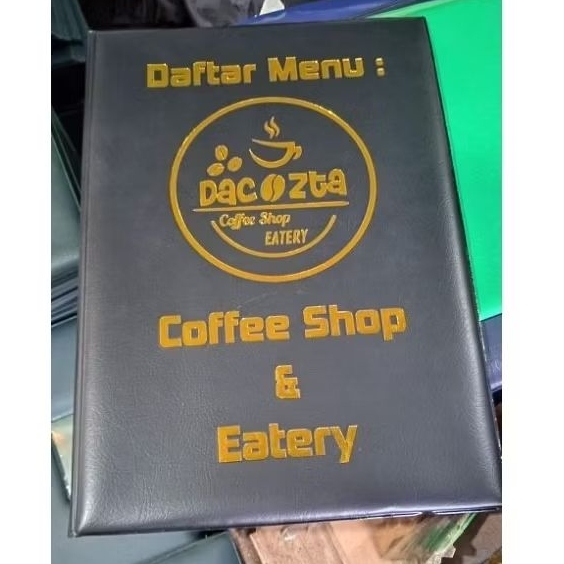 Daftar Menu :
DACOZta
Coffee Shop
EATERY
Coffee Shop
&
Eatery